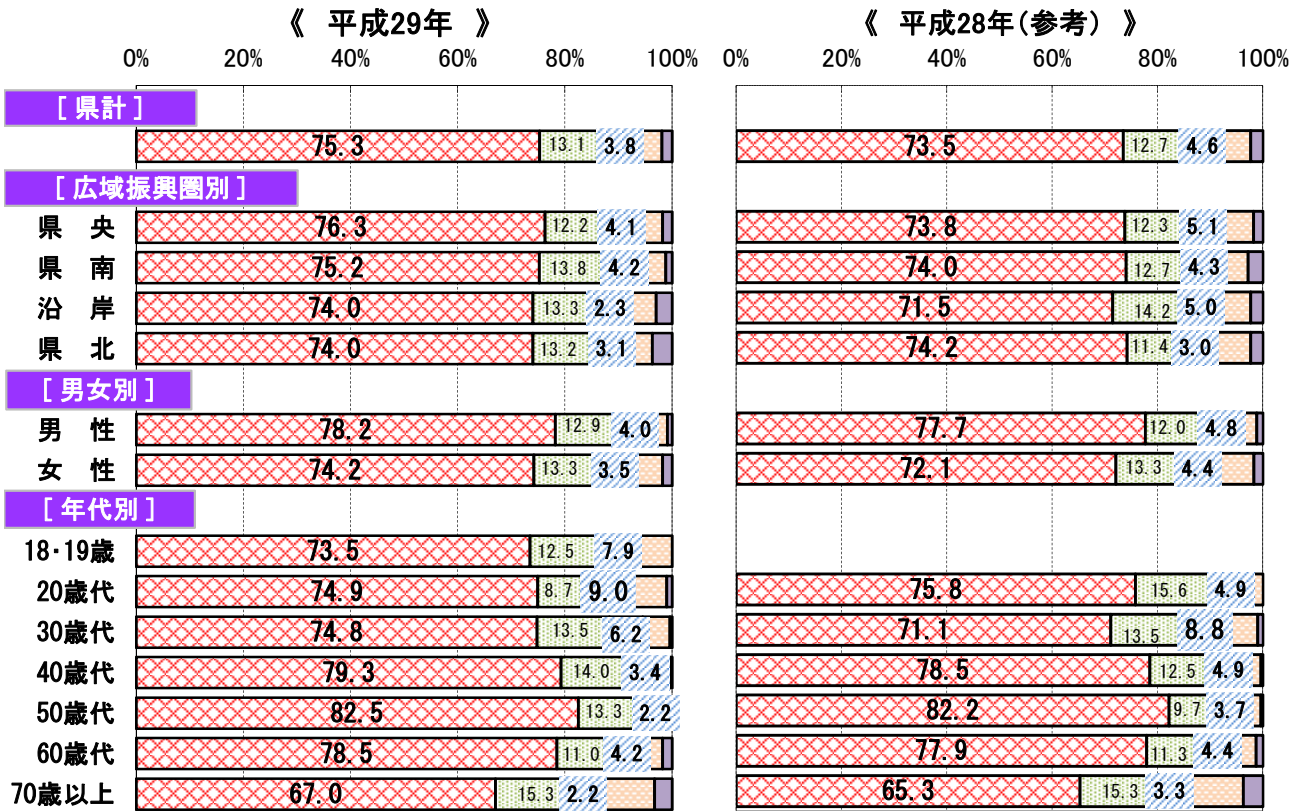 《 平成29年 》
《 平成28年(参考) 》
0% 20% 40% 60% 80% 100%
0% 20% 40% 60% 80% 100%
[ 県計 ]
75.3 13.1 3.8
73.5 12.7 4.6
[ 広域振興圏別 ]
県 央 76.3 12.2 4.1
73.8 12.3 5.1
県 南 75.2 13.8 4.2
74.0 12.7 4.3
沿 岸 74.0 13.3 2.3
71.5 14.2 5.0
県 北 74.0 13.2 3.1
74.2 11.4 3.0
[ 男女別 ]
男 性 78.2 12.9 4.0
77.7 12.0 4.8
女 性 74.2 13.3 3.5
72.1 13.3 4.4
[ 年代別 ]
18・19歳 73.5 12.5 7.9
20歳代 74.9 8.7 9.0
75.8 15.6 4.9
30歳代 74.8 13.5 6.2
71.1 13.5 8.8
40歳代 79.3 14.0 3.4
78.5 12.5 4.9
50歳代 82.5 13.3 2.2
82.2 9.7 3.7
60歳代 78.5 11.0 4.2
77.9 11.3 4.4
70歳以上 67.0 15.3 2.2
65.3 15.3 3.3